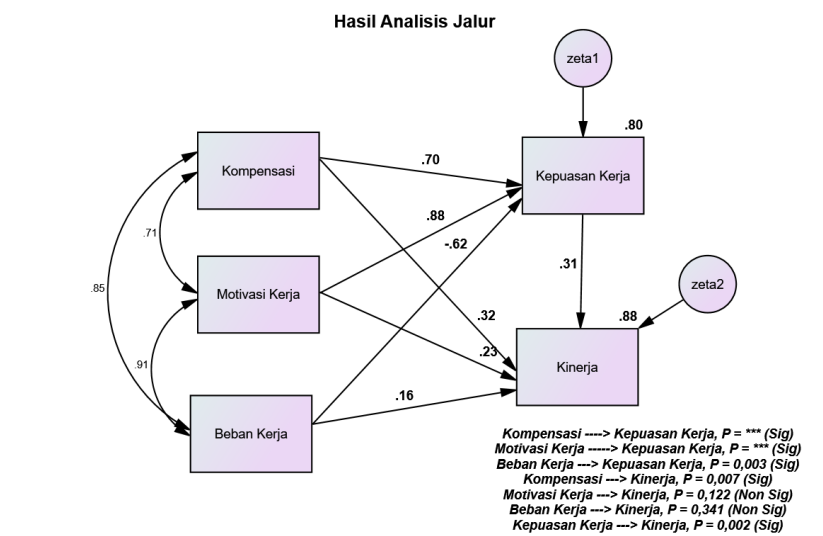 Hasil Analisis Jalur
zeta1
.80
Kompensasi
Kepuasan Kerja
.70
.88
.71
-.62
.31
.85
Motivasi Kerja
zeta2
.32
.88
.23
.91
Kinerja
.16
Beban Kerja
Kompensasi ----> Kepuasan Kerja, P = *** (Sig)
Motivasi Kerja -----> Kepuasan Kerja, P = *** (Sig)
Beban Kerja ---> Kepuasan Kerja, P = 0,003 (Sig)
Kompensasi ---> Kinerja, P = 0,007 (Sig)
Motivasi Kerja ---> Kinerja, P = 0,122 (Non Sig)
Beban Kerja ---> Kinerja, P = 0,341 (Non Sig)
Kepuasan Kerja ---> Kinerja, P = 0,002 (Sig)